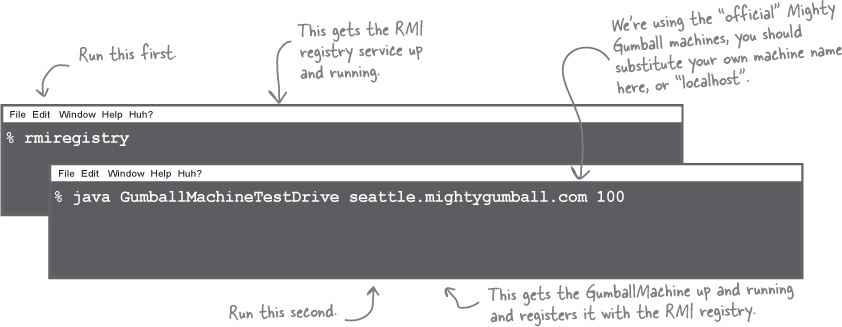 Run this first.
This gets the RMI
registry service up
and running.
We're using the "official" Mighty
Gumball machines, you should
substitute your own machine name
here, or "localhost".
File Edit Window Help Huh?
% rmiregistry
File Edit Window Help Huh?
% java GumballMachineTestDrive seattle.mightygumball.com 100
Run this second.
This gets the GumballMachine up and running
and registers it with the RMI registry.